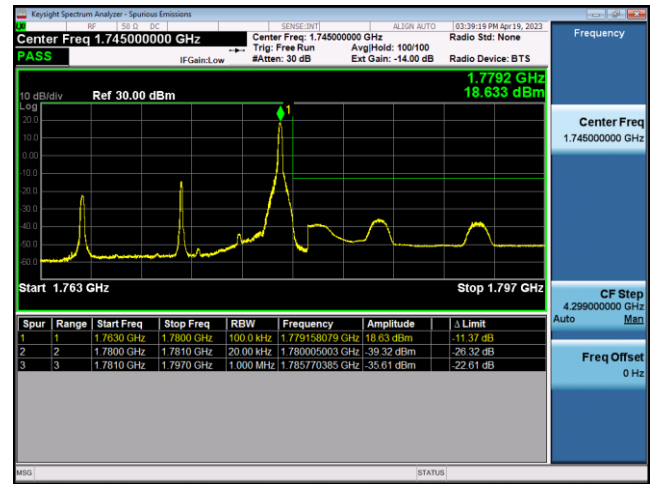 Keysight Spectrum Analyzer - Spurious Emissions
RF 50 Ω DC SENSE:INT ALIGN AUTO 03:39:19 PM Apr 19, 2023
Center Freq 1.745000000 GHz
Center Freq: 1.745000000 GHz Radio Std: None
Trig: Free Run Avg|Hold: 100/100
PASS IFGain:Low #Atten: 30 dB Ext Gain: -14.00 dB Radio Device: BTS
1.7792 GHz
18.633 dBm
10 dB/div Ref 30.00 dBm
Log
1
20.0
10.0
0.00
-10.0
-20.0
-30.0
-40.0
-50.0
-60.0
Start 1.763 GHz Stop 1.797 GHz
Spur Range Start Freq Stop Freq RBW Frequency Amplitude Δ Limit
1 1 1.7630 GHz 1.7800 GHz 100.0 kHz 1.779158079 GHz 18.63 dBm -11.37 dB
2 2 1.7800 GHz 1.7810 GHz 20.00 kHz 1.780005003 GHz -39.32 dBm -26.32 dB
3 3 1.7810 GHz 1.7970 GHz 1.000 MHz 1.785770385 GHz -35.61 dBm -22.61 dB
MSG STATUS
Frequency
Center Freq
1.745000000 GHz
CF Step
4.299000000 GHz
Auto Man
Freq Offset
0 Hz